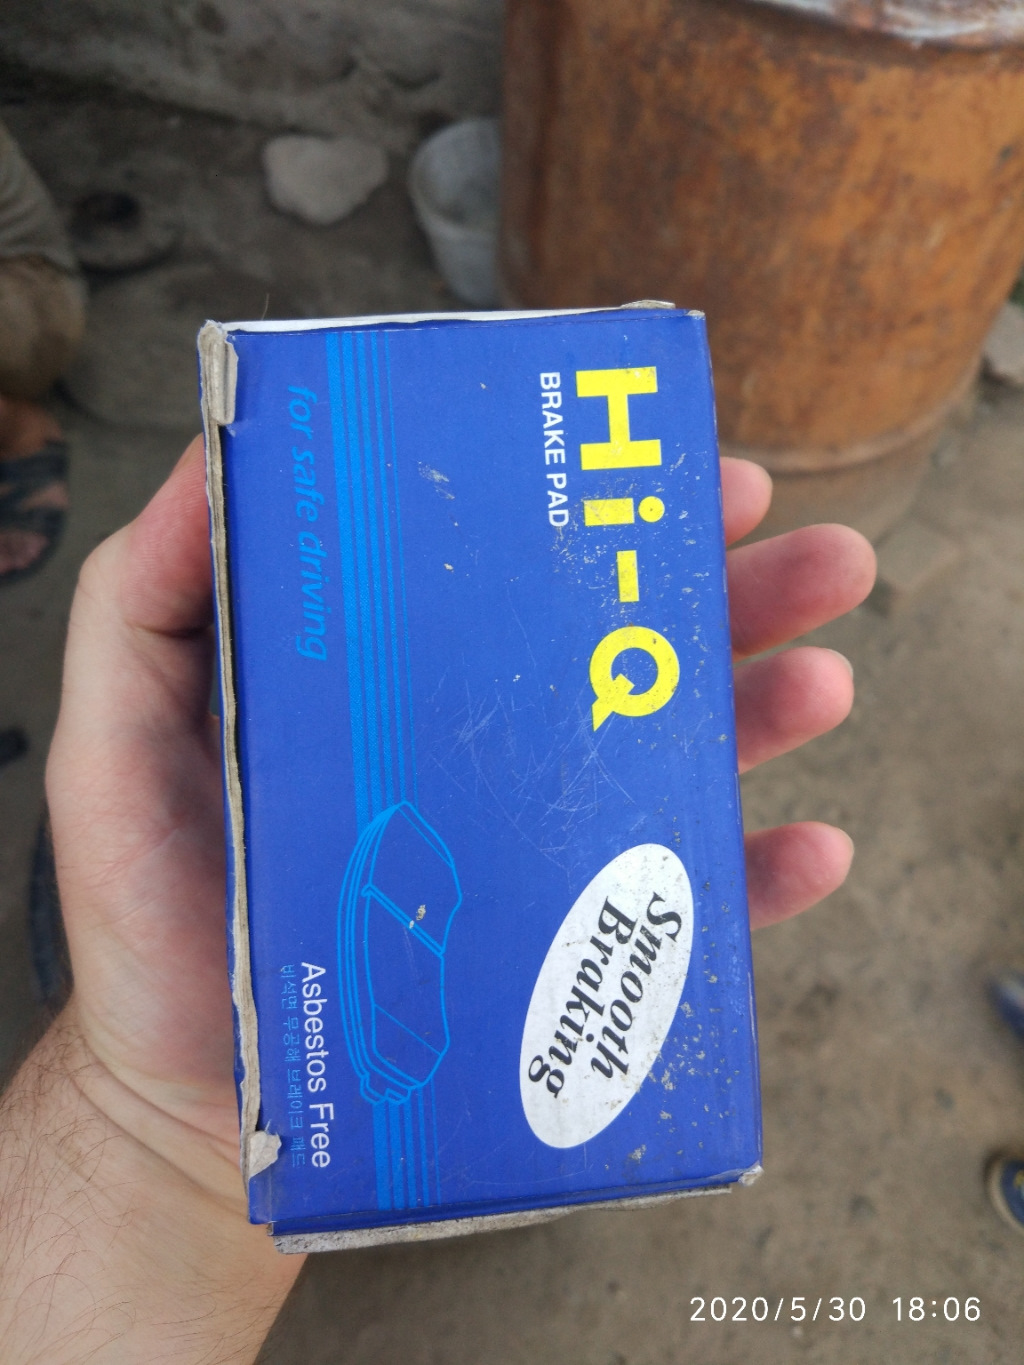 Hi-Q
BRAKE PAD
Smooth
Braking
for safe driving
Asbestos Free
비석면 무공해 브레이크 패드
2020/5/30 18:06